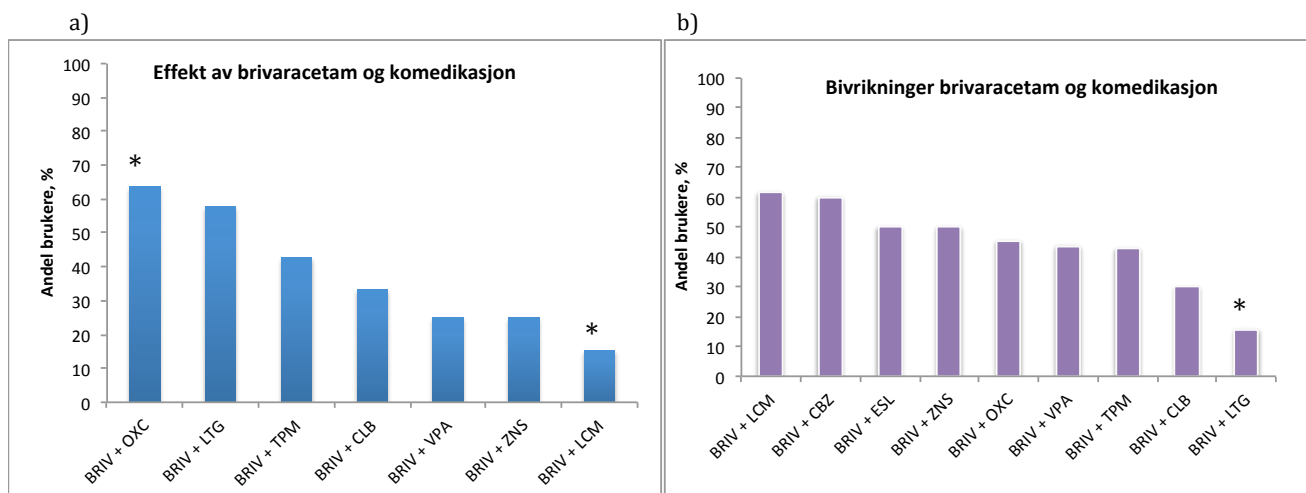 a)
Effekt av brivaracetam og komedikasjon
Andel brukere, %
100
90
80
70
60
50
40
30
20
10
0
*
*
BRIV + OXC
BRIV + LTG
BRIV + TPM
BRIV + CLB
BRIV + VPA
BRIV + ZNS
BRIV + LCM
b)
Bivrikninger brivaracetam og komedikasjon
Andel brukere, %
100
90
80
70
60
50
40
30
20
10
0
*
BRIV + LCM
BRIV + CBZ
BRIV + ESL
BRIV + ZNS
BRIV + OXC
BRIV + VPA
BRIV + TPM
BRIV + CLB
BRIV + LTG